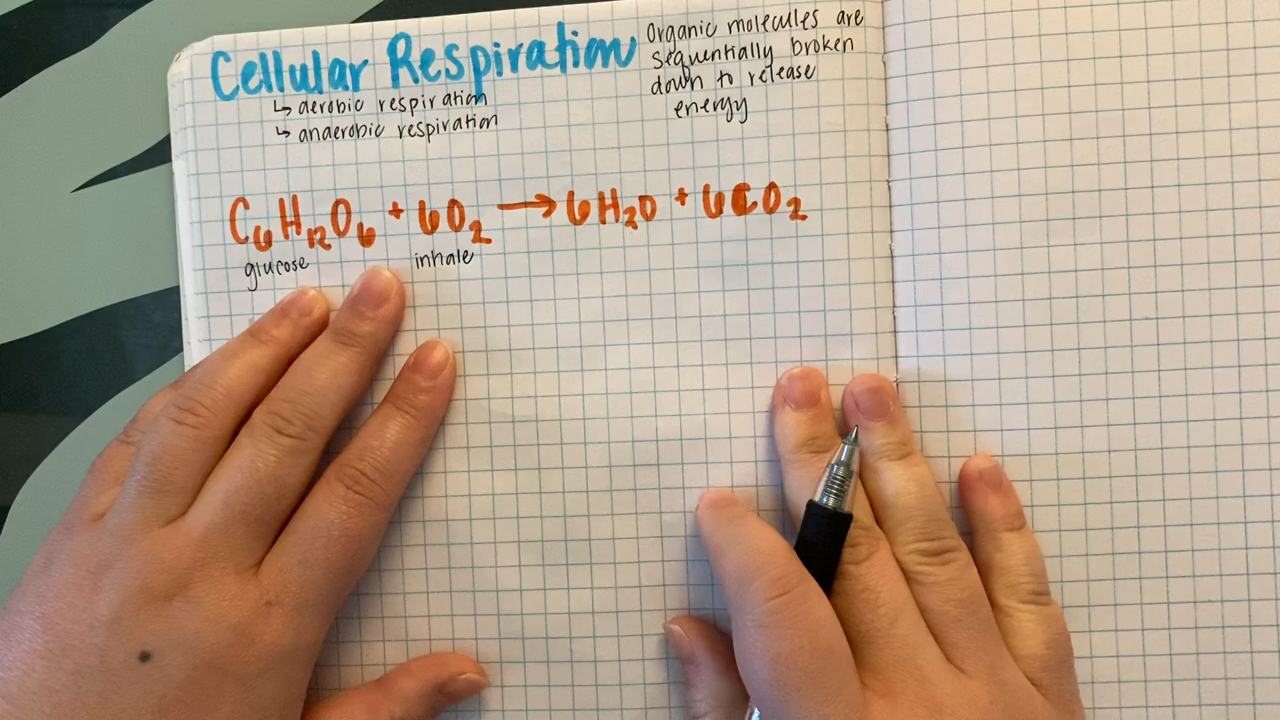 Cellular Respiration
↳ aerobic respiration
↳ anaerobic respiration
Organic molecules are
sequentially broken
down to release
energy
C₆H₁₂O₆ + 6O₂ → 6H₂O + 6CO₂
glucose inhale